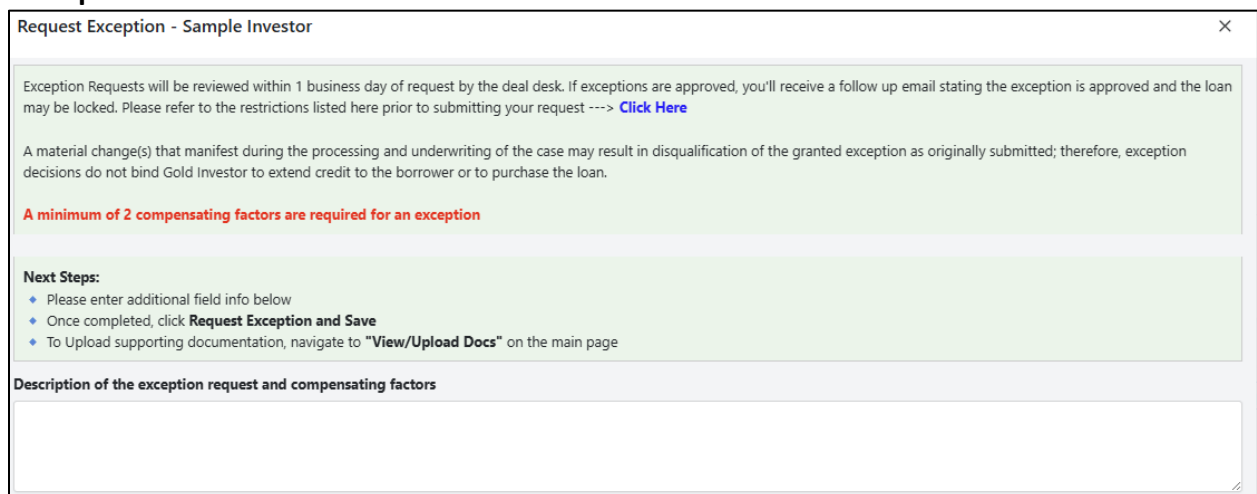 Request Exception - Sample Investor
Exception Requests will be reviewed within 1 business day of request by the deal desk. If exceptions are approved, you'll receive a follow up email stating the exception is approved and the loan
may be locked. Please refer to the restrictions listed here prior to submitting your request ---> Click Here
A material change(s) that manifest during the processing and underwriting of the case may result in disqualification of the granted exception as originally submitted; therefore, exception
decisions do not bind Gold Investor to extend credit to the borrower or to purchase the loan.
A minimum of 2 compensating factors are required for an exception
Next Steps:
Please enter additional field info below
Once completed, click Request Exception and Save
To Upload supporting documentation, navigate to "View/Upload Docs" on the main page
Description of the exception request and compensating factors